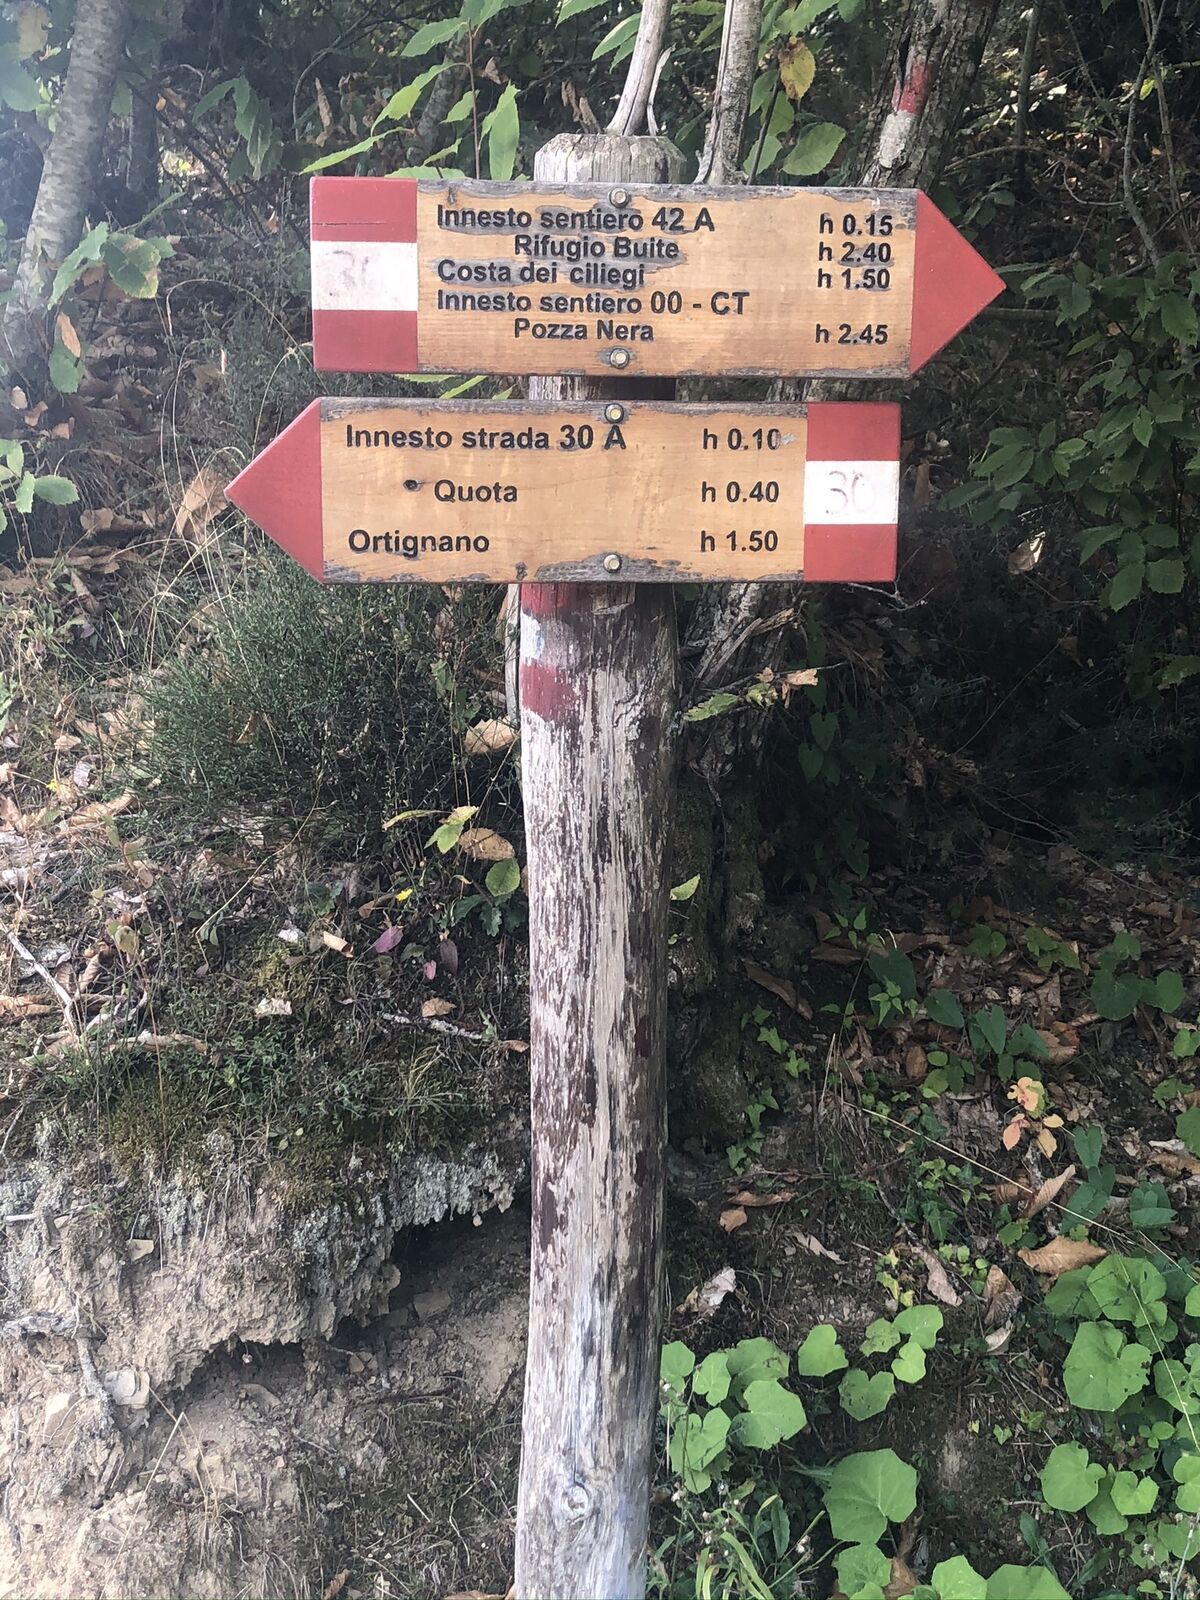 Innesto sentiero 42 A h 0.15
Rifugio Buite h 2.40
Costa dei ciliegi h 1.50
Innesto sentiero 00 - CT
Pozza Nera h 2.45
Innesto strada 30 A h 0.10
Quota h 0.40
30
Ortignano h 1.50